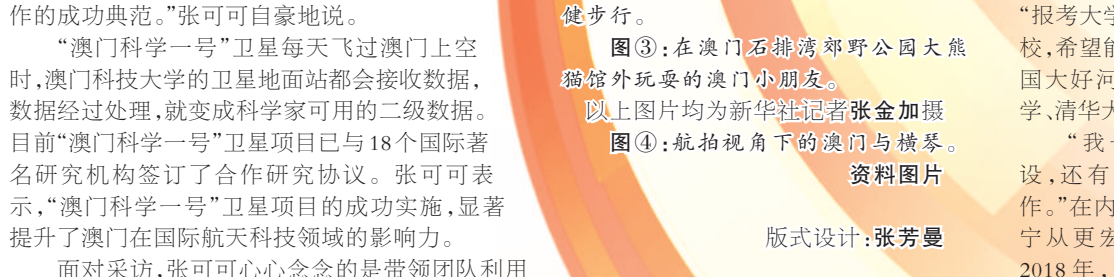 作的成功典范。”张可可自豪地说。
“澳门科学一号”卫星每天飞过澳门上空
时,澳门科技大学的卫星地面站都会接收数据,
数据经过处理,就变成科学家可用的二级数据。
目前“澳门科学一号”卫星项目已与18个国际著
名研究机构签订了合作研究协议。张可可表
示,“澳门科学一号”卫星项目的成功实施,显著
提升了澳门在国际航天科技领域的影响力。
面对采访,张可可心心念念的是带领团队利用
健步行。
图③:在澳门石排湾郊野公园大熊
猫馆外玩耍的澳门小朋友。
以上图片均为新华社记者张金加摄
图④:航拍视角下的澳门与横琴。
资料图片
版式设计:张芳曼
“报考大学
校,希望能
国大好河
学、清华大
“我
设,还有
作。”在内
宁从更宏
2018年,